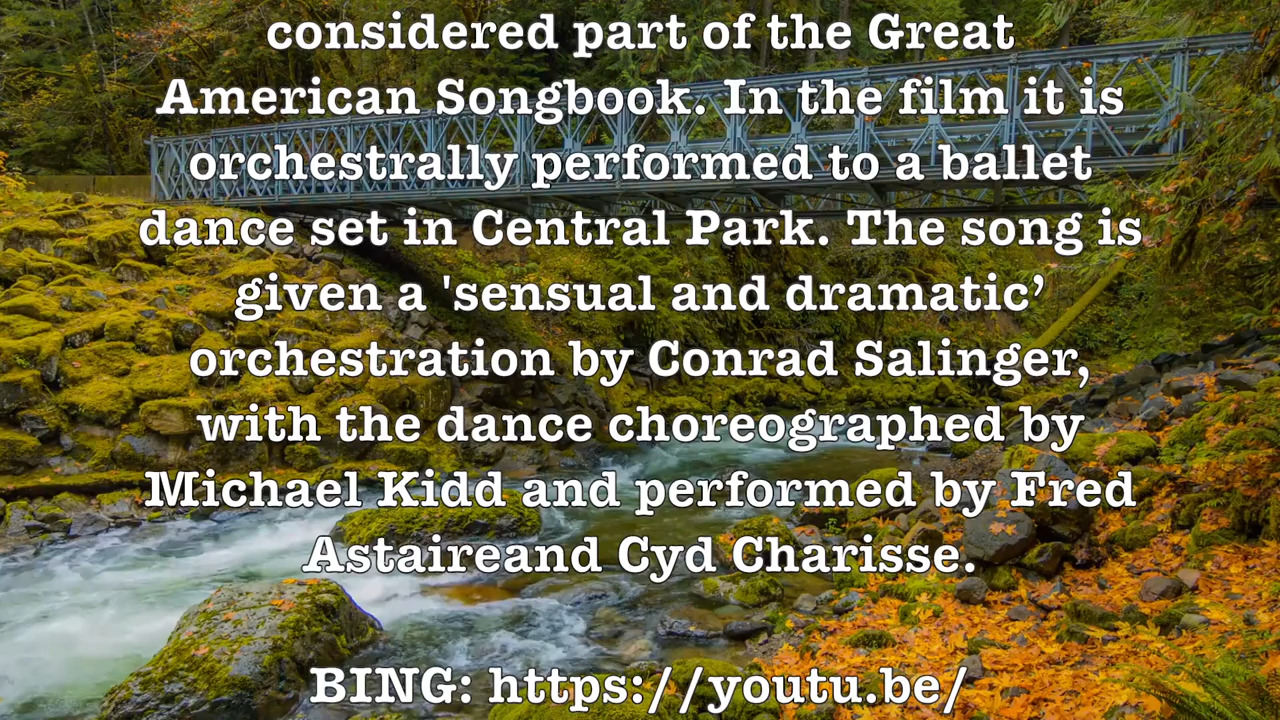 considered part of the Great
American Songbook. In the film it is
orchestrally performed to a ballet
dance set in Central Park. The song is
given a 'sensual and dramatic’
orchestration by Conrad Salinger,
with the dance choreographed by
Michael Kidd and performed by Fred
Astaireand Cyd Charisse.
BING: https://youtu.be/